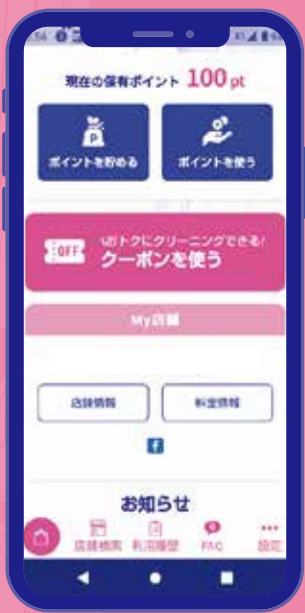 現在の保有ポイント 100 pt
P
ポイントを貯める
ポイントを使う
OFF
おトクにクリーニングできる!
クーポンを使う
My店舗
店舗情報
料金情報
f
お知らせ
店舗検索
利用履歴
FAQ
設定